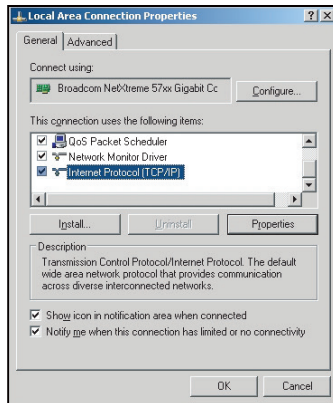 Local Area Connection Properties
General Advanced
Connect using:
Broadcom NetXtreme 57xx Gigabit Cc
Configure...
This connection uses the following items:
QoS Packet Scheduler
Network Monitor Driver
Internet Protocol (TCP/IP)
Install... Uninstall Properties
Description
Transmission Control Protocol/Internet Protocol. The default
wide area network protocol that provides communication
across diverse interconnected networks.
Show icon in notification area when connected
Notify me when this connection has limited or no connectivity
OK Cancel